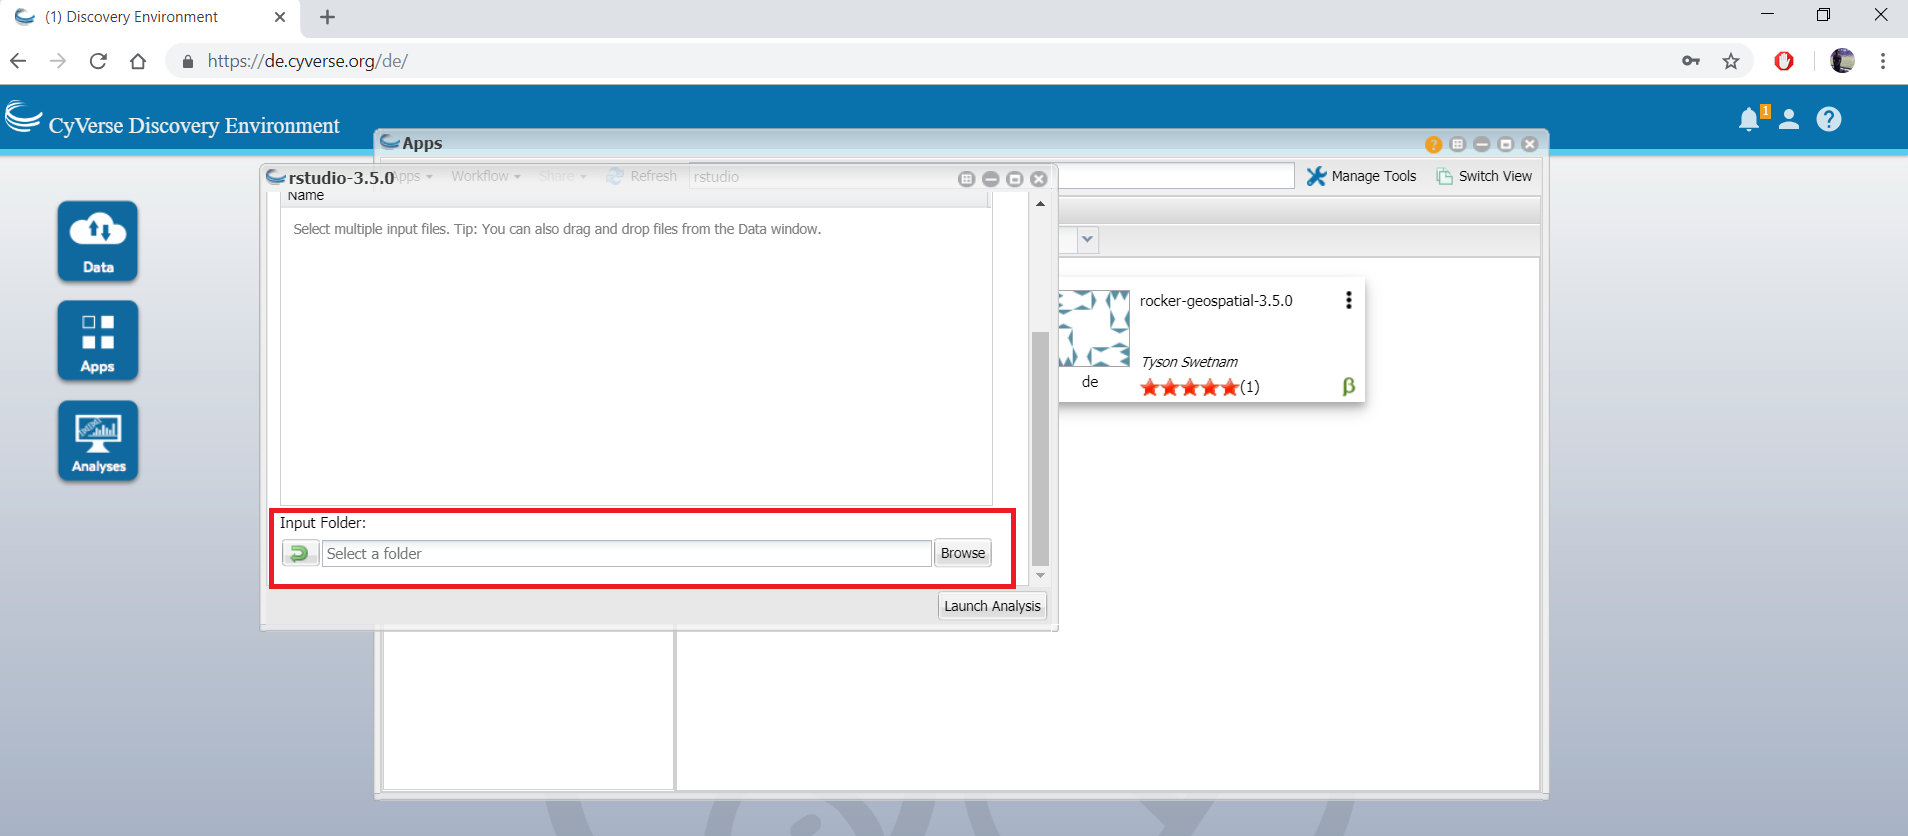 (1) Discovery Environment
https://de.cyverse.org/de/
CyVerse Discovery Environment
1
?
Apps
?
rstudio-3.5.0
Apps Workflow Share Refresh rstudio
Manage Tools Switch View
Name
Select multiple input files. Tip: You can also drag and drop files from the Data window.
Data
Apps
Analyses
rocker-geospatial-3.5.0
Tyson Swetnam
de
(1)
β
Input Folder:
Select a folder
Browse
Launch Analysis